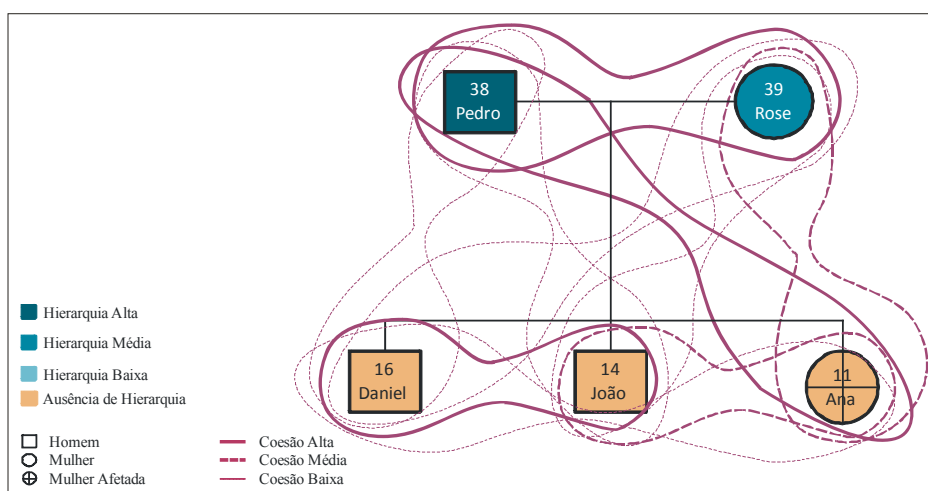 38
Pedro
39
Rose
16
Daniel
14
João
11
Ana
Hierarquia Alta
Hierarquia Média
Hierarquia Baixa
Ausência de Hierarquia
Homem
Mulher
Mulher Afetada
Coesão Alta
Coesão Média
Coesão Baixa